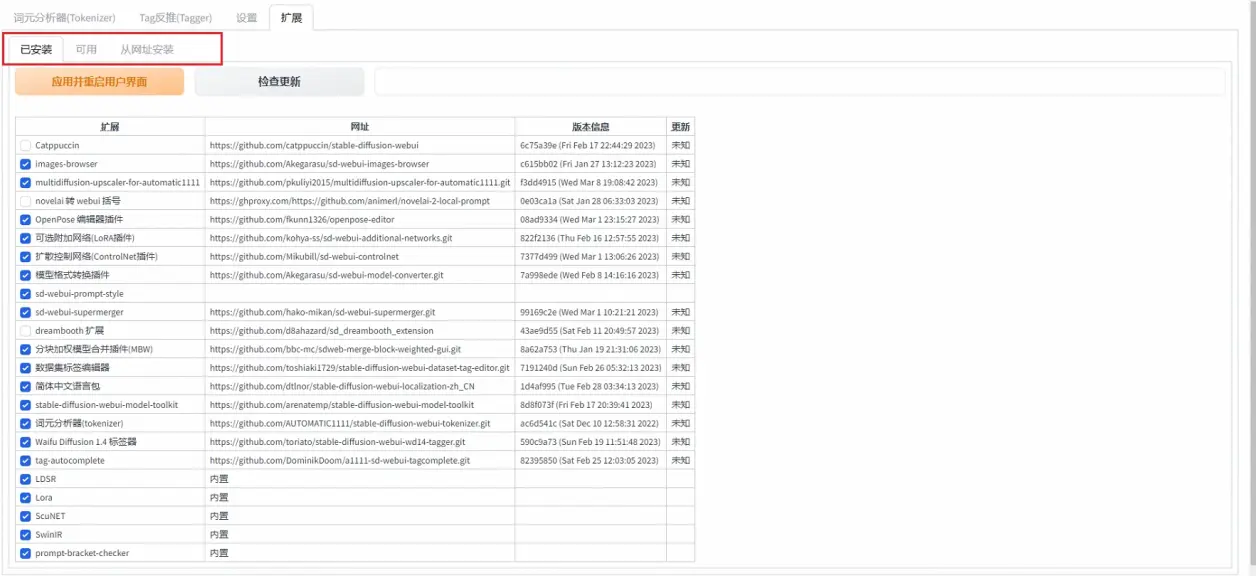 词元分析器(Tokenizer) Tag反推(Tagger) 设置 扩展
已安装 可用 从网址安装
应用并重启用户界面 检查更新
扩展 网址 版本信息 更新
Catppuccin https://github.com/catppuccin/stable-diffusion-webui 6c75a39e (Fri Feb 17 22:44:29 2023) 未知
images-browser https://github.com/Akegarasu/sd-webui-images-browser c615bb02 (Fri Jan 27 13:12:23 2023) 未知
multidiffusion-upscaler-for-automatic1111 https://github.com/pkuliyi2015/multidiffusion-upscaler-for-automatic1111.git f3dd4915 (Wed Mar 8 19:08:42 2023) 未知
novelai 转 webui 括号 https://ghproxy.com/https://github.com/animerl/novelai-2-local-prompt 0e03ca1a (Sat Jan 28 06:33:03 2023) 未知
OpenPose 编辑器插件 https://github.com/fkunn1326/openpose-editor 08ad9334 (Wed Mar 1 23:15:27 2023) 未知
可选附加网络(LoRA插件) https://github.com/kohya-ss/sd-webui-additional-networks.git 822f2136 (Thu Feb 16 12:57:55 2023) 未知
扩散控制网络(ControlNet插件) https://github.com/Mikubill/sd-webui-controlnet 7377d499 (Wed Mar 1 13:06:26 2023) 未知
模型格式转换插件 https://github.com/Akegarasu/sd-webui-model-converter.git 7a998ede (Wed Feb 8 14:16:16 2023) 未知
sd-webui-prompt-style
sd-webui-supermerger https://github.com/hako-mikan/sd-webui-supermerger.git 99169c2e (Wed Mar 1 10:21:21 2023) 未知
dreambooth 扩展 https://github.com/d8ahazard/sd_dreambooth_extension 43ae9d55 (Sat Feb 11 20:49:57 2023) 未知
分块加权模型合并插件(MBW) https://github.com/bbc-mc/sdweb-merge-block-weighted-gui.git 8a62a753 (Thu Jan 19 21:31:06 2023) 未知
数据集标签编辑器 https://github.com/toshiaki1729/stable-diffusion-webui-dataset-tag-editor.git 7191240d (Sun Feb 26 05:32:13 2023) 未知
简体中文语言包 https://github.com/dtlnor/stable-diffusion-webui-localization-zh_CN 1d4af995 (Tue Feb 28 03:34:13 2023) 未知
stable-diffusion-webui-model-toolkit https://github.com/arenatemp/stable-diffusion-webui-model-toolkit 8d8f073f (Fri Feb 17 20:39:41 2023) 未知
词元分析器(tokenizer) https://github.com/AUTOMATIC1111/stable-diffusion-webui-tokenizer.git ac6d541c (Sat Dec 10 12:58:31 2022) 未知
Waifu Diffusion 1.4 标签器 https://github.com/toriato/stable-diffusion-webui-wd14-tagger.git 590c9a73 (Sun Feb 19 11:51:48 2023) 未知
tag-autocomplete https://github.com/DominikDoom/a1111-sd-webui-tagcomplete.git 82395850 (Sat Feb 25 12:03:05 2023) 未知
LDSR 内置
Lora 内置
ScuNET 内置
SwinIR 内置
prompt-bracket-checker 内置